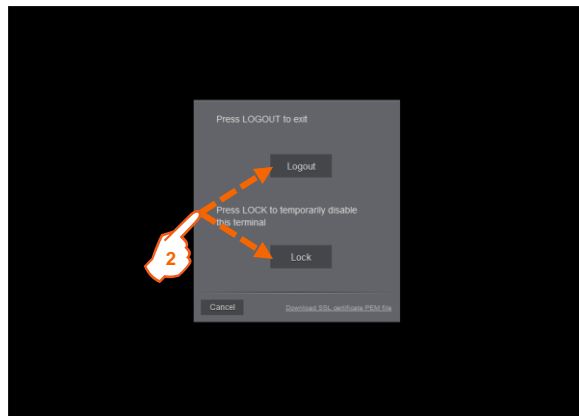 Press LOGOUT to exit
Logout
Press LOCK to temporarily disable
this terminal
2
Lock
Cancel
Download SSL certificate PEM file